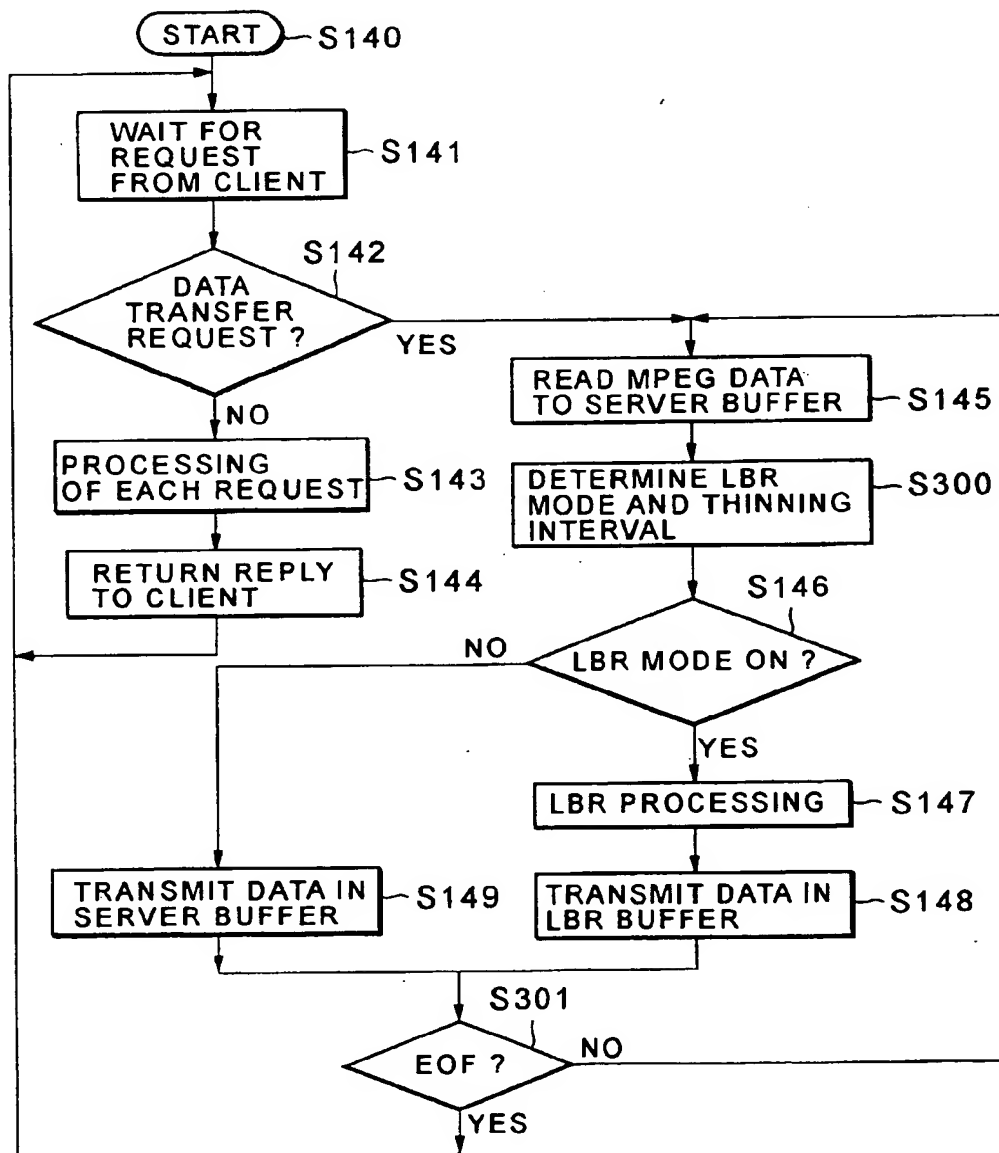 START
S140
WAIT FOR
REQUEST
FROM CLIENT
S141
S142
DATA
TRANSFER
REQUEST ?
YES
NO
READ MPEG DATA
TO SERVER BUFFER
S145
PROCESSING
OF EACH REQUEST
S143
DETERMINE LBR
MODE AND THINNING
INTERVAL
S300
RETURN REPLY
TO CLIENT
S144
S146
LBR MODE ON ?
NO
YES
LBR PROCESSING
S147
TRANSMIT DATA IN
SERVER BUFFER
S149
TRANSMIT DATA IN
LBR BUFFER
S148
S301
EOF ?
NO
YES